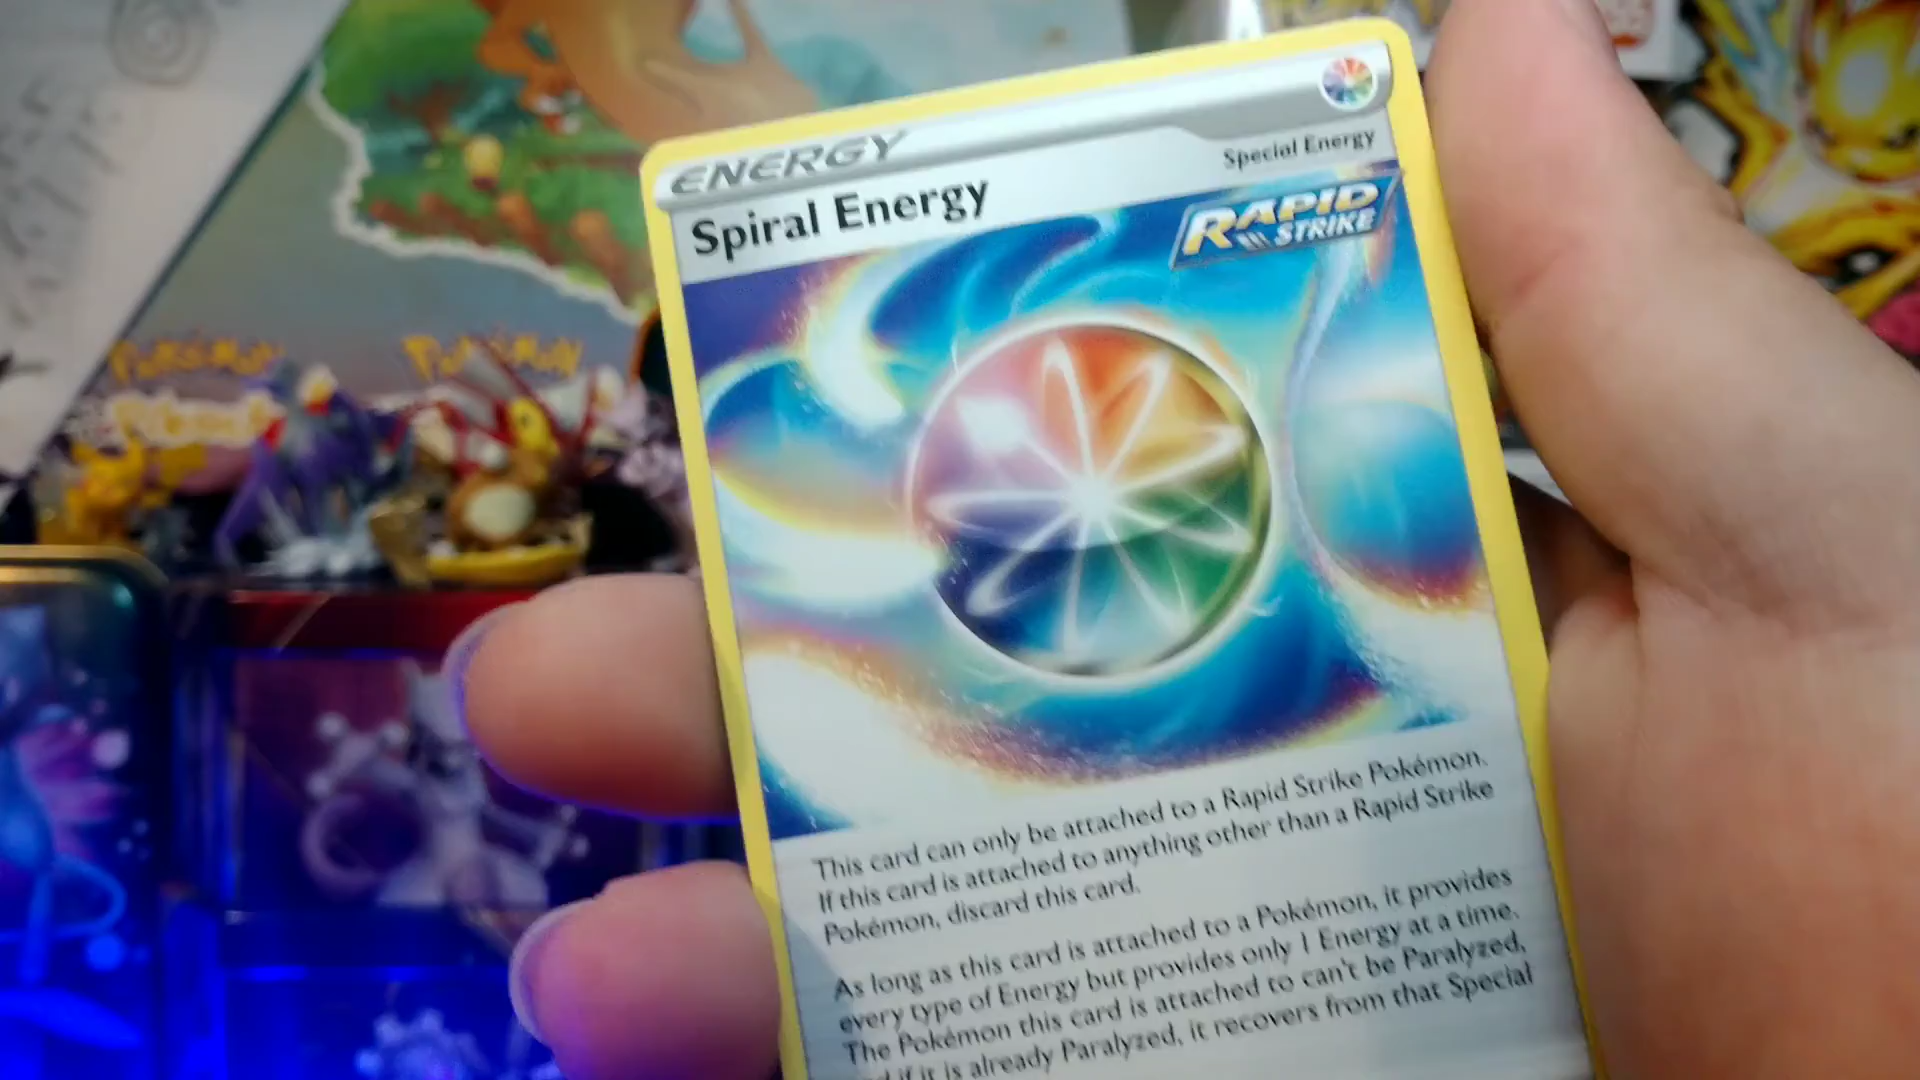 ENERGY
Special Energy
Spiral Energy
RAPID
STRIKE
This card can only be attached to a Rapid Strike Pokémon.
If this card is attached to anything other than a Rapid Strike
Pokémon, discard this card.
As long as this card is attached to a Pokémon, it provides
every type of Energy but provides only 1 Energy at a time.
The Pokémon this card is attached to can't be Paralyzed,
if it is already Paralyzed, it recovers from that Special
POKÉMON
POKÉMON